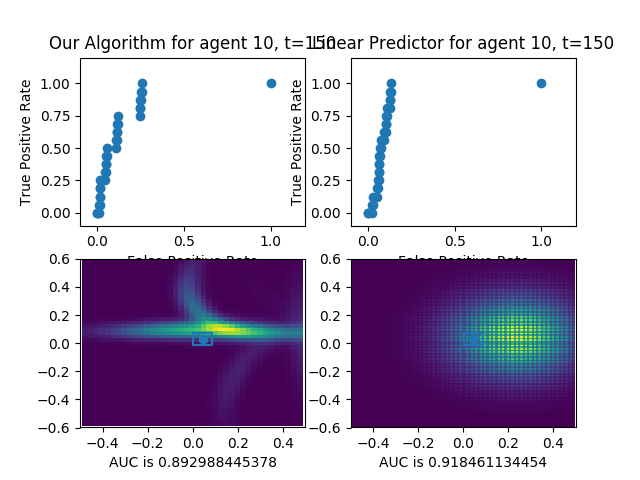 Our Algorithm for agent 10, t=150
Linear Predictor for agent 10, t=150
True Positive Rate
1.00
0.75
0.50
0.25
0.00
0.0 0.5 1.0
False Positive Rate
True Positive Rate
1.00
0.75
0.50
0.25
0.00
0.0 0.5 1.0
False Positive Rate
0.6
0.4
0.2
0.0
−0.2
−0.4
−0.6
−0.4 −0.2 0.0 0.2 0.4
AUC is 0.892988445378
0.6
0.4
0.2
0.0
−0.2
−0.4
−0.6
−0.4 −0.2 0.0 0.2 0.4
AUC is 0.918461134454